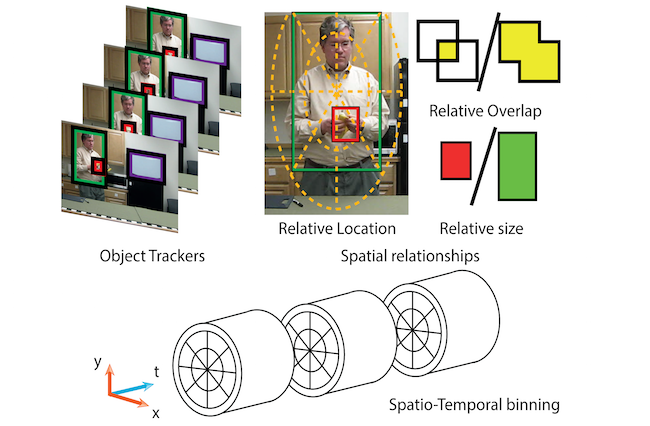 Relative Overlap
Relative Location
Relative size
Object Trackers
Spatial relationships
y
t
x
Spatio-Temporal binning